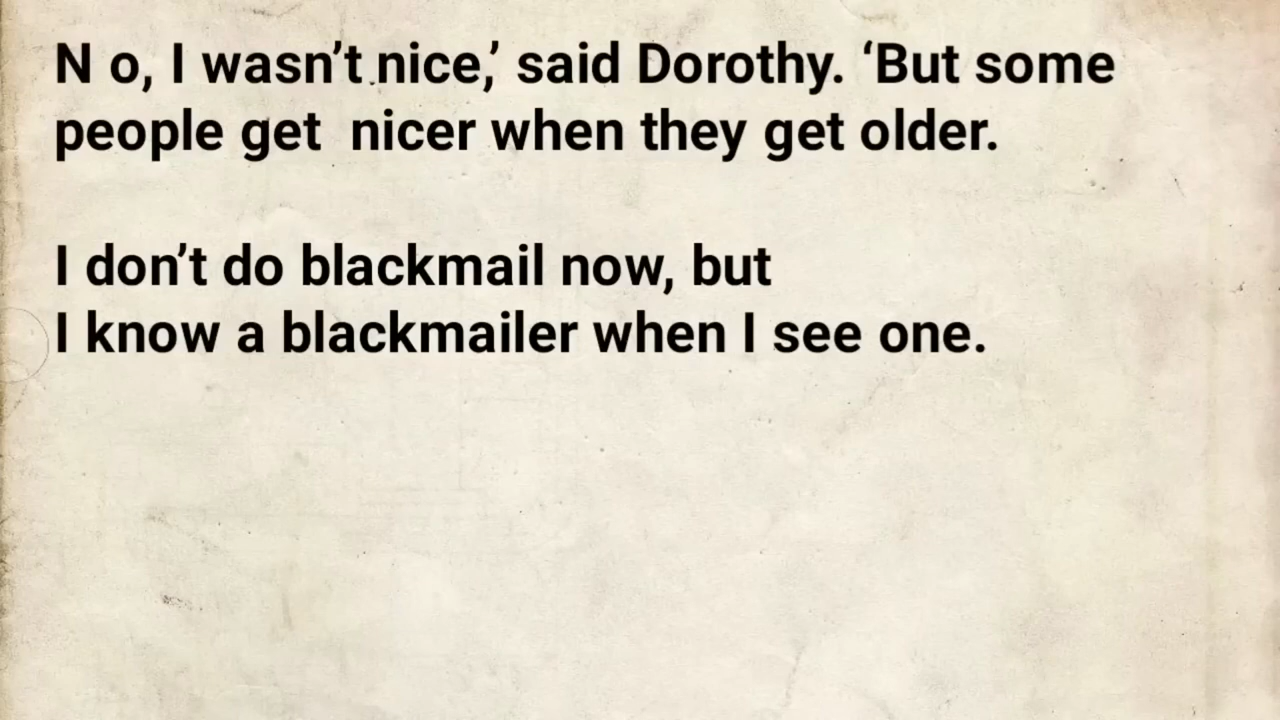 N o, I wasn’t nice,’ said Dorothy. ‘But some
people get  nicer when they get older.
I don’t do blackmail now, but
I know a blackmailer when I see one.